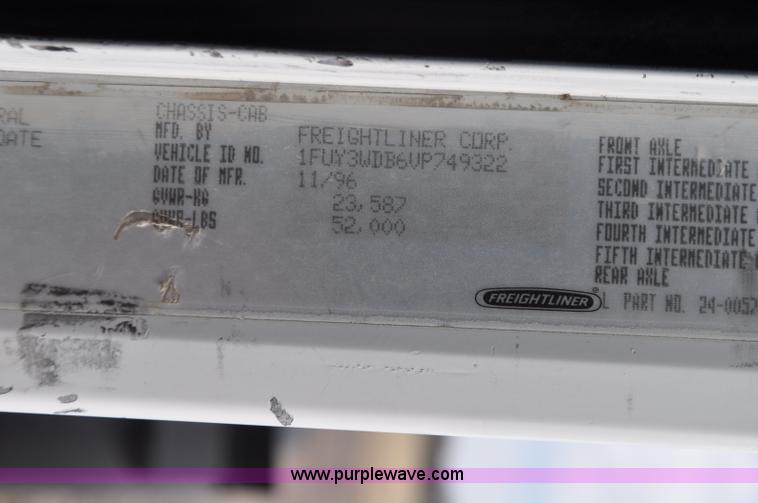 RAL
DATE
CHASSIS-CAB
MFD. BY FREIGHTLINER CORP.
VEHICLE ID NO. 1FUY3WDB6VP749322
DATE OF MFR. 11/96
GVWR-KG 23,587
GVWR-LBS 52,000
FRONT AXLE
FIRST INTERMEDIATE
SECOND INTERMEDIATE
THIRD INTERMEDIATE
FOURTH INTERMEDIATE
FIFTH INTERMEDIATE
REAR AXLE
FREIGHTLINER ®
L PART NO. 24-0057
www.purplewave.com